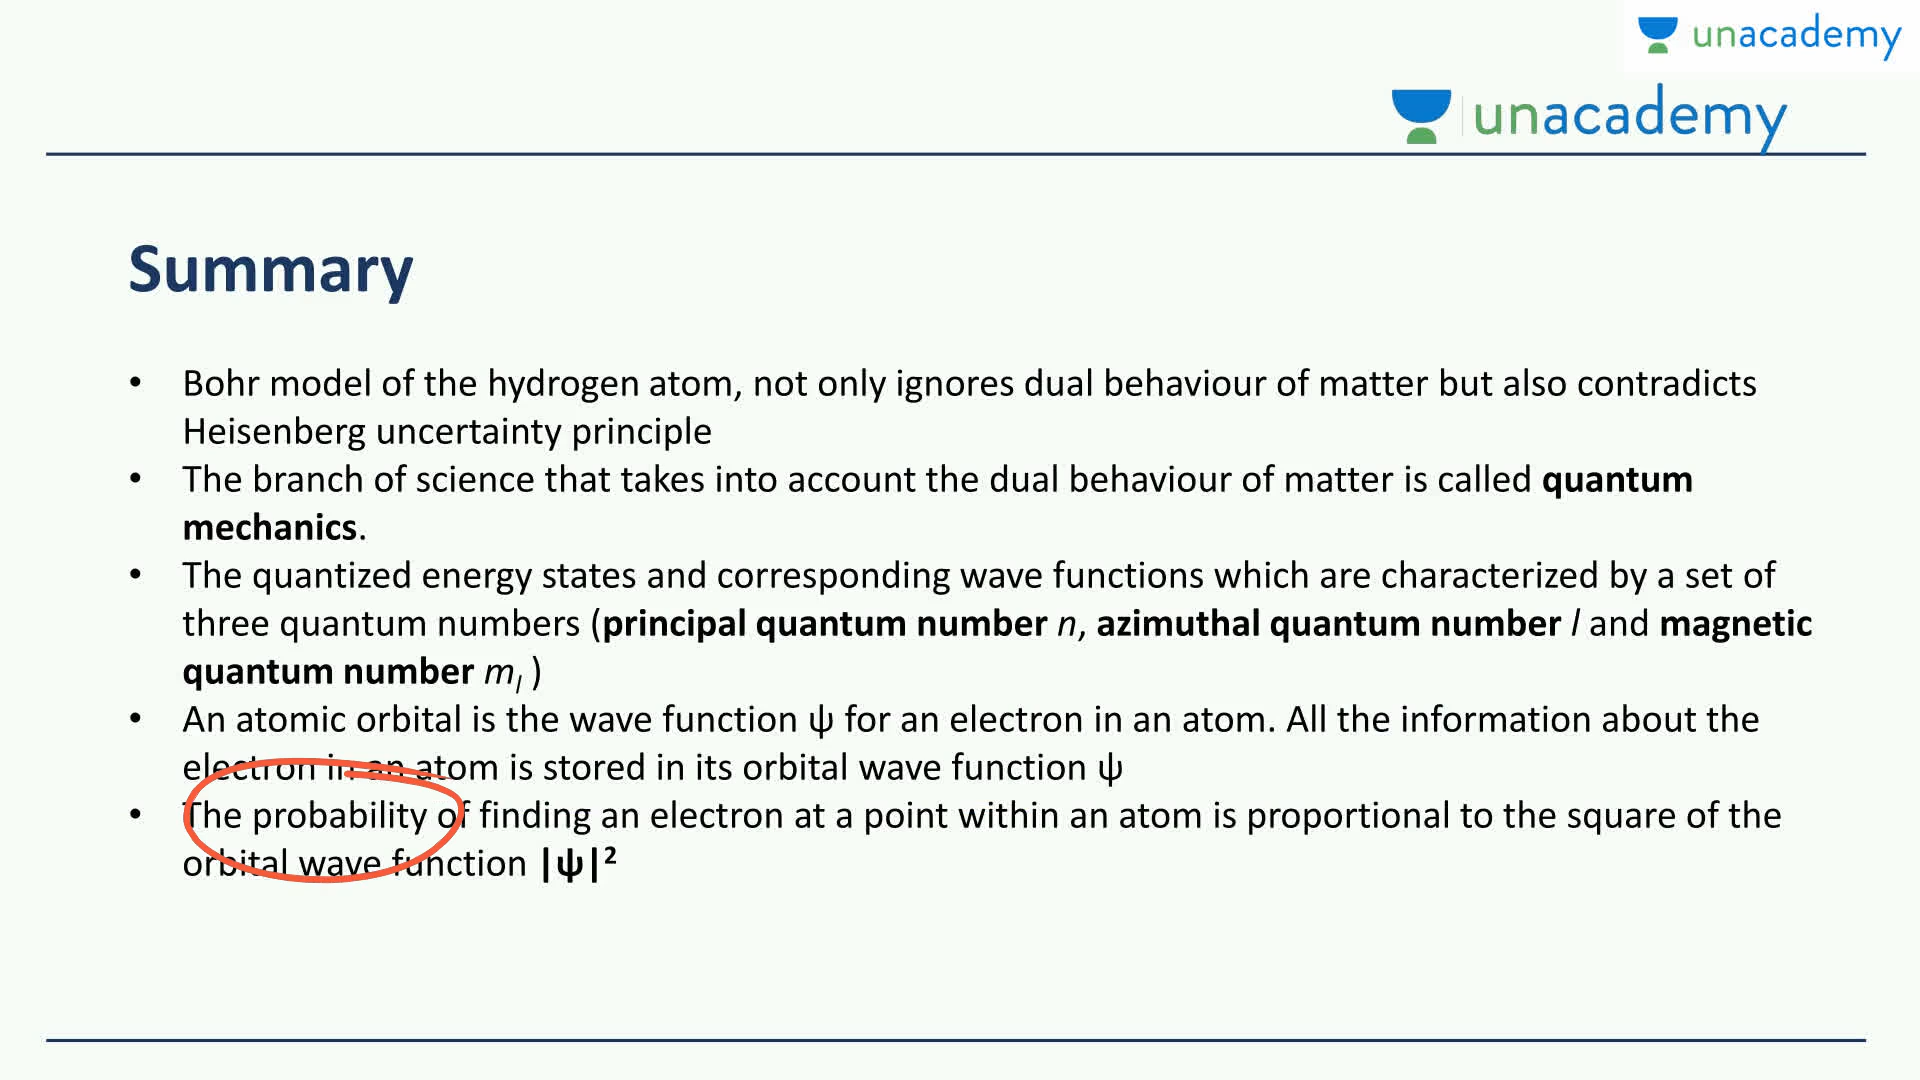 unacademy
unacademy
Summary
• Bohr model of the hydrogen atom, not only ignores dual behaviour of matter but also contradicts
Heisenberg uncertainty principle
• The branch of science that takes into account the dual behaviour of matter is called quantum
mechanics.
• The quantized energy states and corresponding wave functions which are characterized by a set of
three quantum numbers (principal quantum number n, azimuthal quantum number l and magnetic
quantum number mₗ )
• An atomic orbital is the wave function ψ for an electron in an atom. All the information about the
electron in an atom is stored in its orbital wave function ψ
• The probability of finding an electron at a point within an atom is proportional to the square of the
orbital wave function |ψ|²